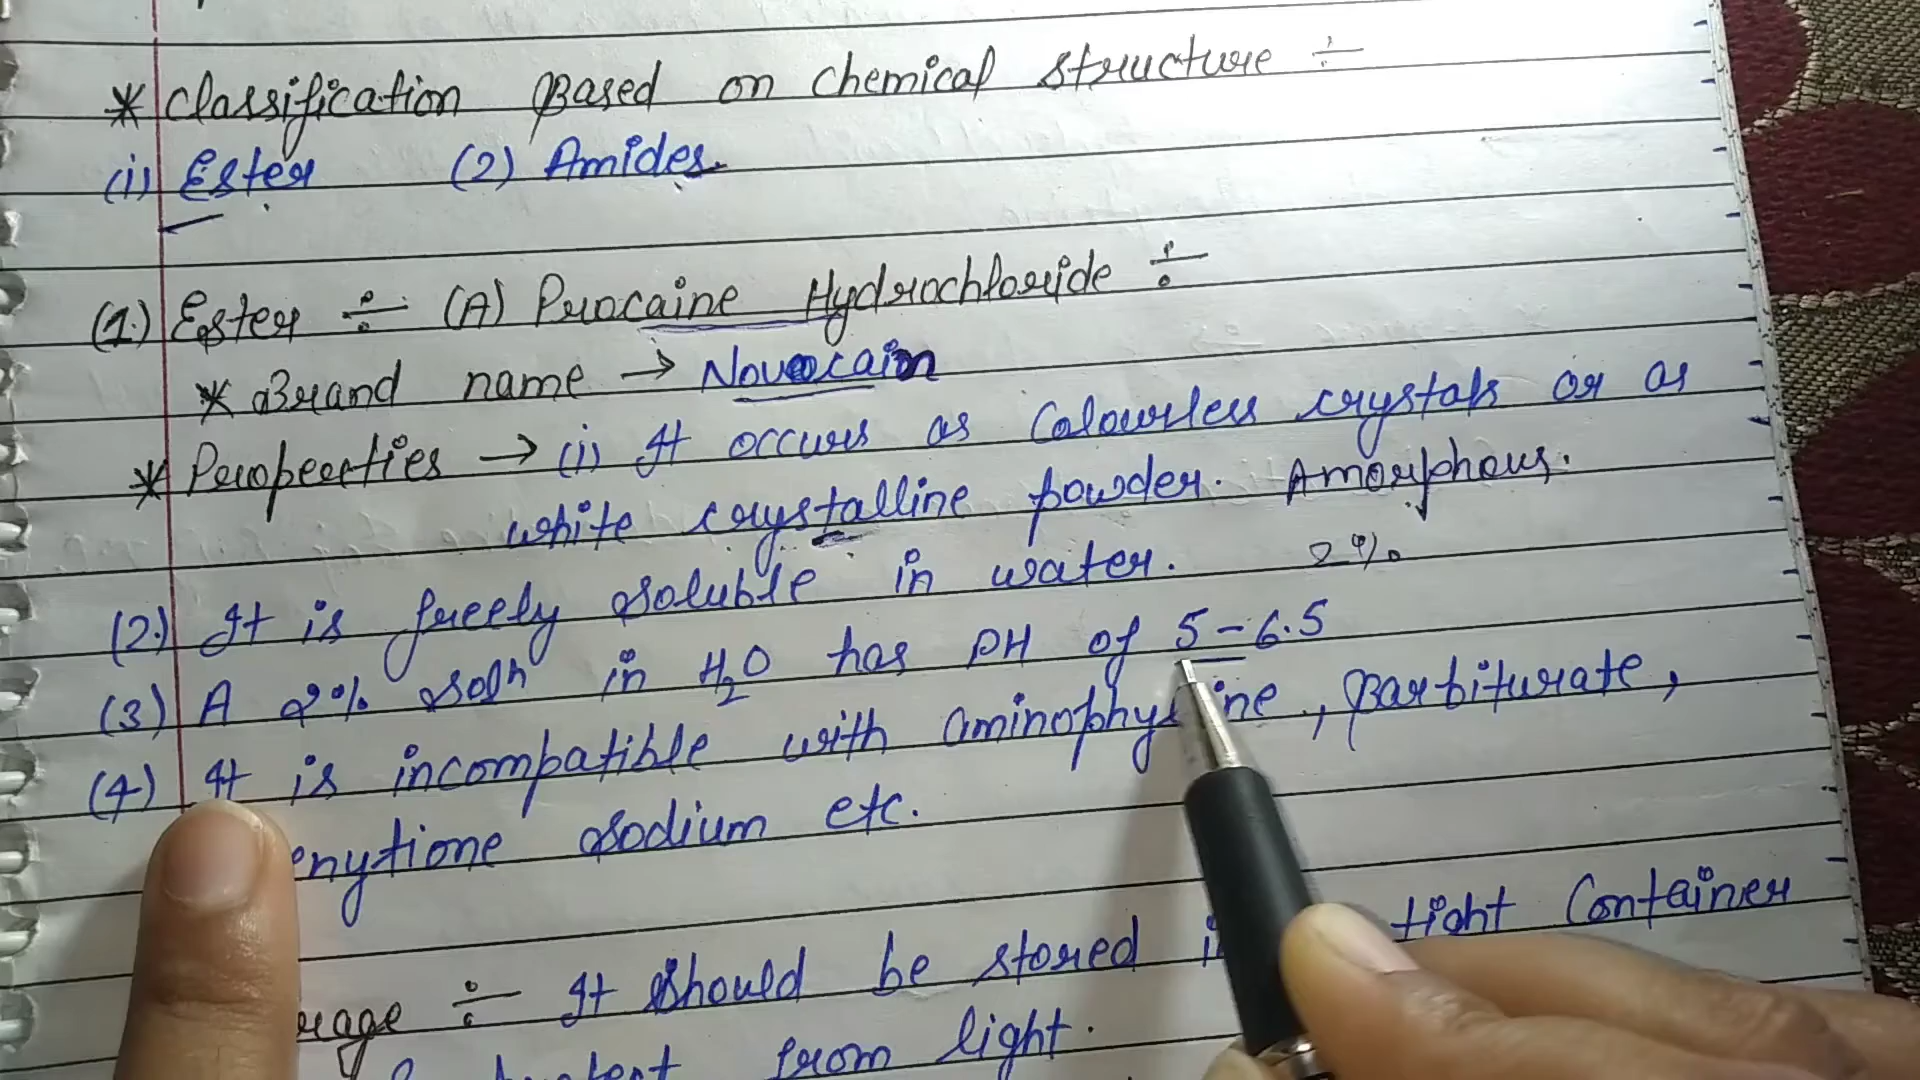 * Classification Based on chemical structure ÷
(i) Ester (2) Amides.
(1.) Ester ÷ (A) Procaine Hydrochloride ÷
* Brand name → Novocain
* Properties → (i) It occurs as Colourless crystals or as
white crystalline powder. Amorphous.
(2.) It is freely soluble in water. 2%
(3) A 2% soln in H₂O has PH of 5-6.5
(4) It is incompatible with aminophylline, Barbiturate,
enytione sodium etc.
÷ It should be stored tight Container
from light.